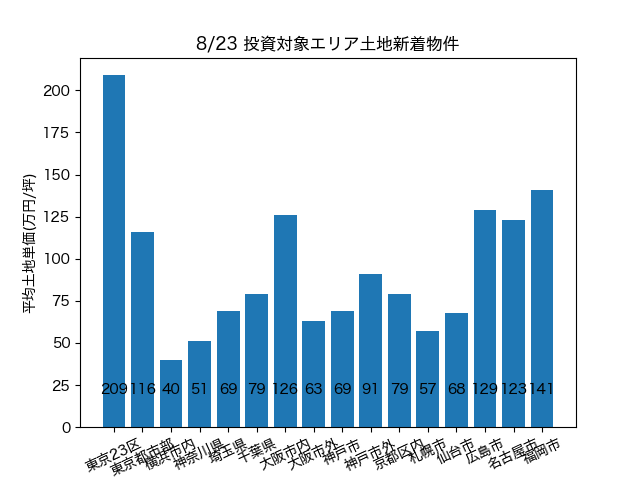 8/23 投資対象エリア土地新着物件
平均土地単価(万円/坪)
200
175
150
125
100
75
50
25
0
209 116 40 51 69 79 126 63 69 91 79 57 68 129 123 141
東京23区
東京都市部
横浜市内
神奈川県
埼玉県
千葉県
大阪市内
大阪市外
神戸市
神戸市外
京都区内
札幌市
仙台市
広島市
名古屋市
福岡市